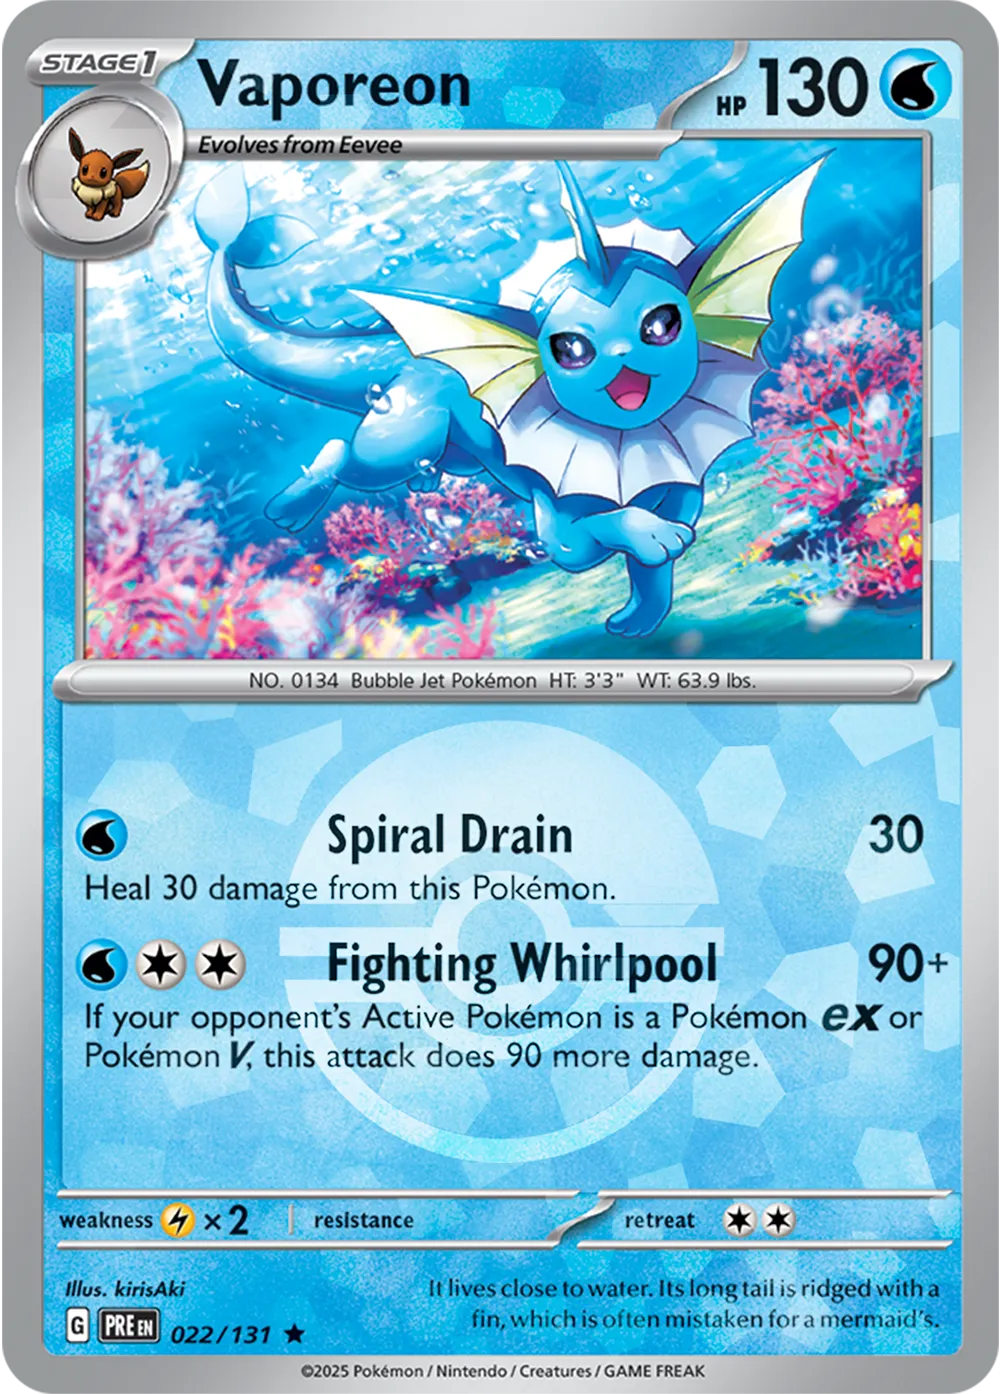 STAGE 1
Vaporeon
HP 130
Evolves from Eevee
NO. 0134 Bubble Jet Pokémon HT: 3'3" WT: 63.9 lbs.
Spiral Drain 30
Heal 30 damage from this Pokémon.
Fighting Whirlpool 90+
If your opponent's Active Pokémon is a Pokémon ex or
Pokémon V, this attack does 90 more damage.
weakness ×2 resistance retreat
Illus. kirisAki
It lives close to water. Its long tail is ridged with a
fin, which is often mistaken for a mermaid's.
G PRE EN 022/131 ★
©2025 Pokémon / Nintendo / Creatures / GAME FREAK